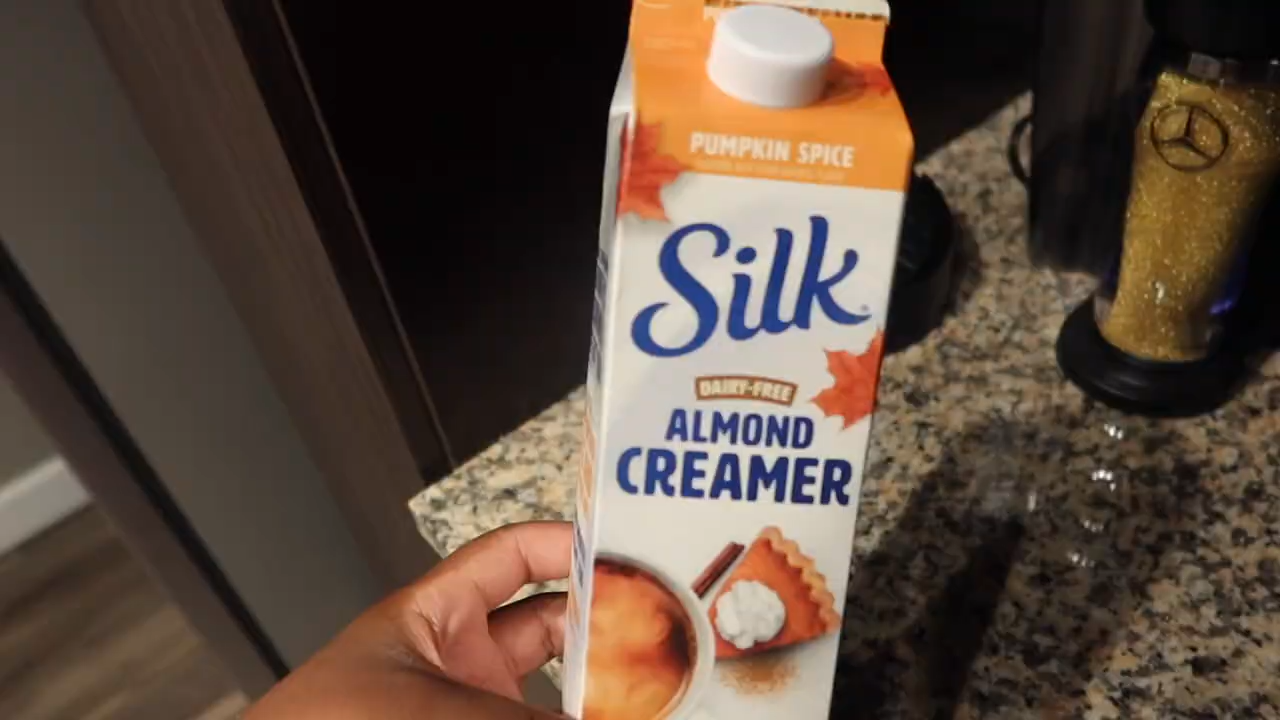 PUMPKIN SPICE
Silk
DAIRY-FREE
ALMOND
CREAMER